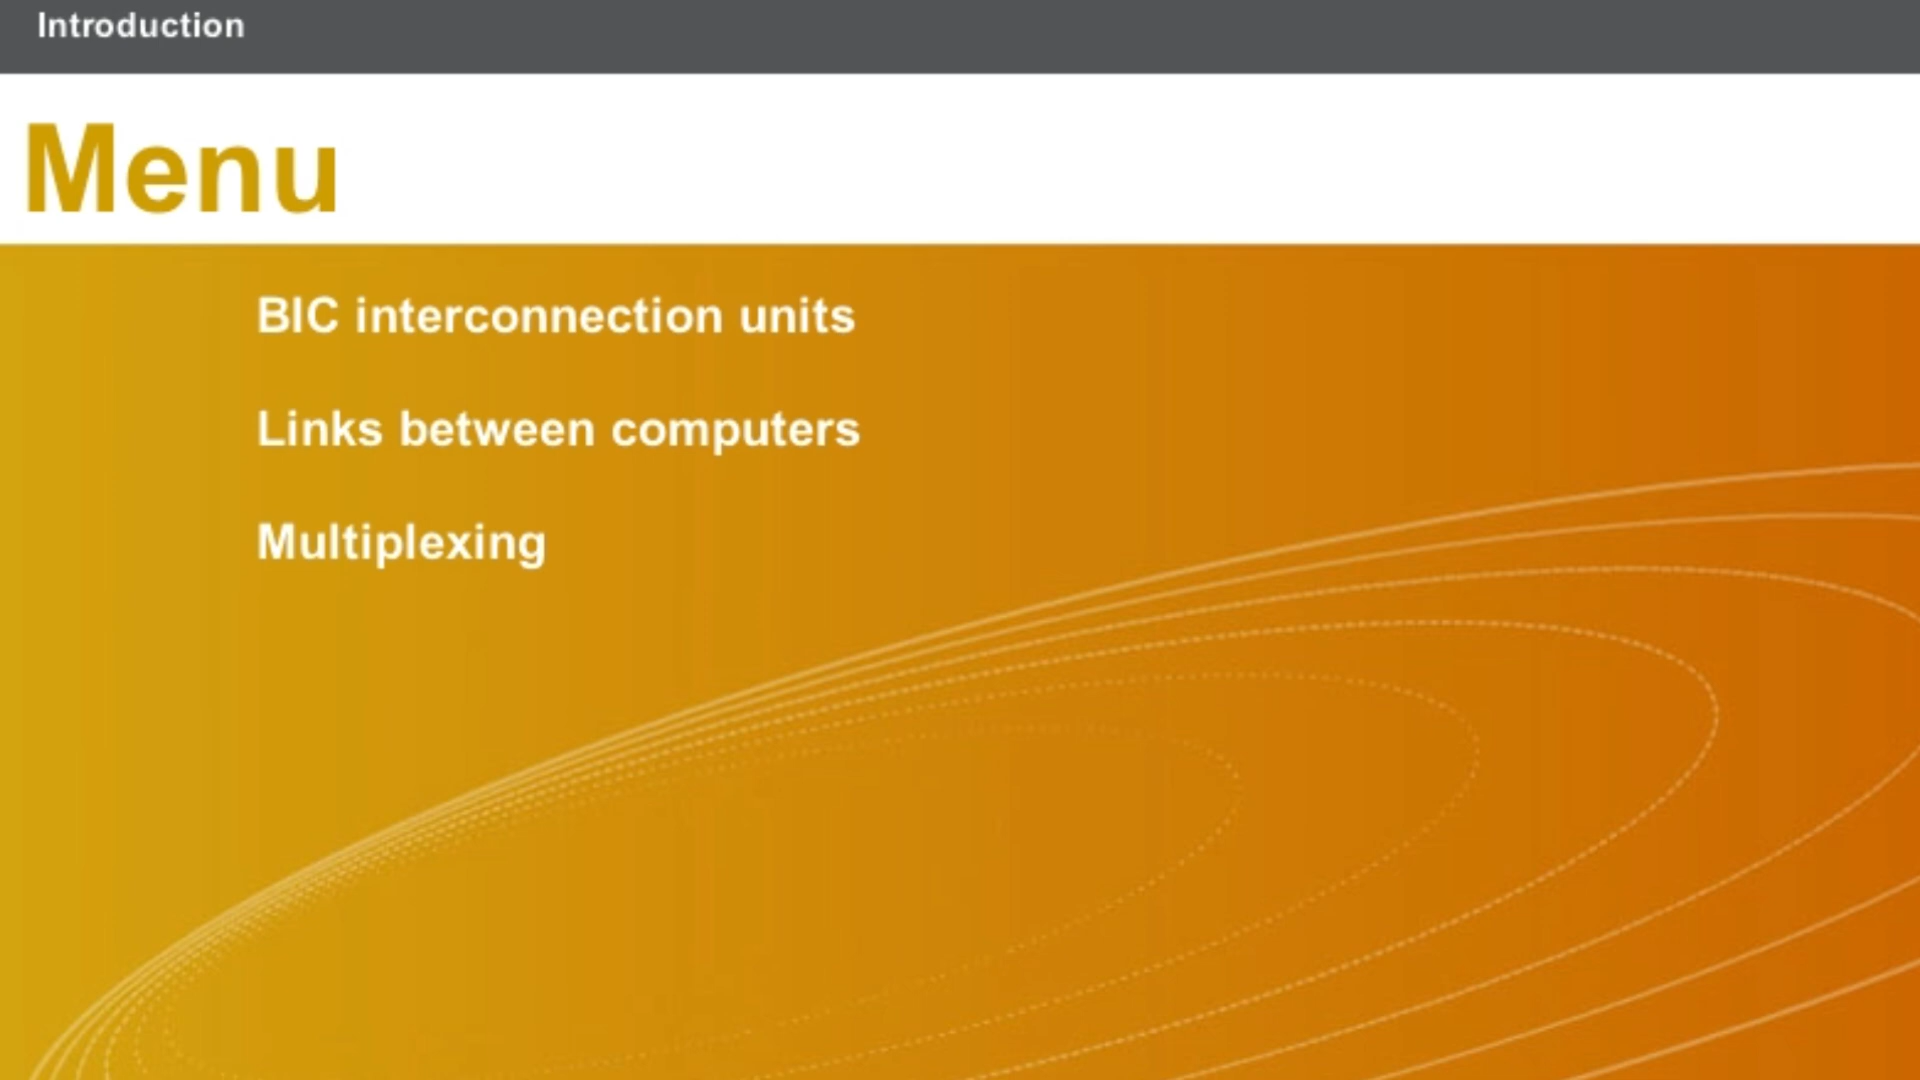 Introduction
Menu
BIC interconnection units
Links between computers
Multiplexing